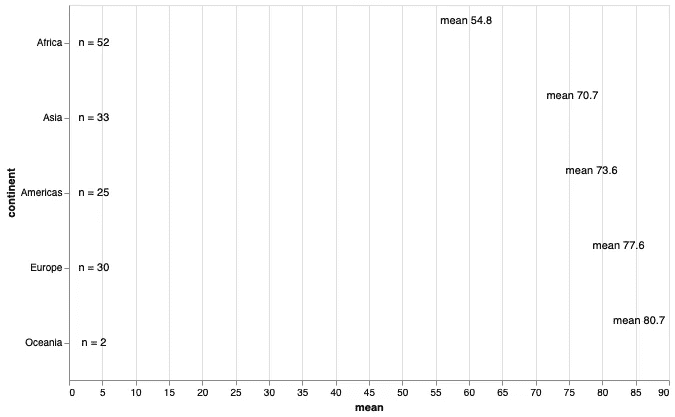 mean 54.8
Africa n = 52
mean 70.7
Asia n = 33
mean 73.6
Americas n = 25
mean 77.6
Europe n = 30
mean 80.7
Oceania n = 2
continent
0 5 10 15 20 25 30 35 40 45 50 55 60 65 70 75 80 85 90
mean